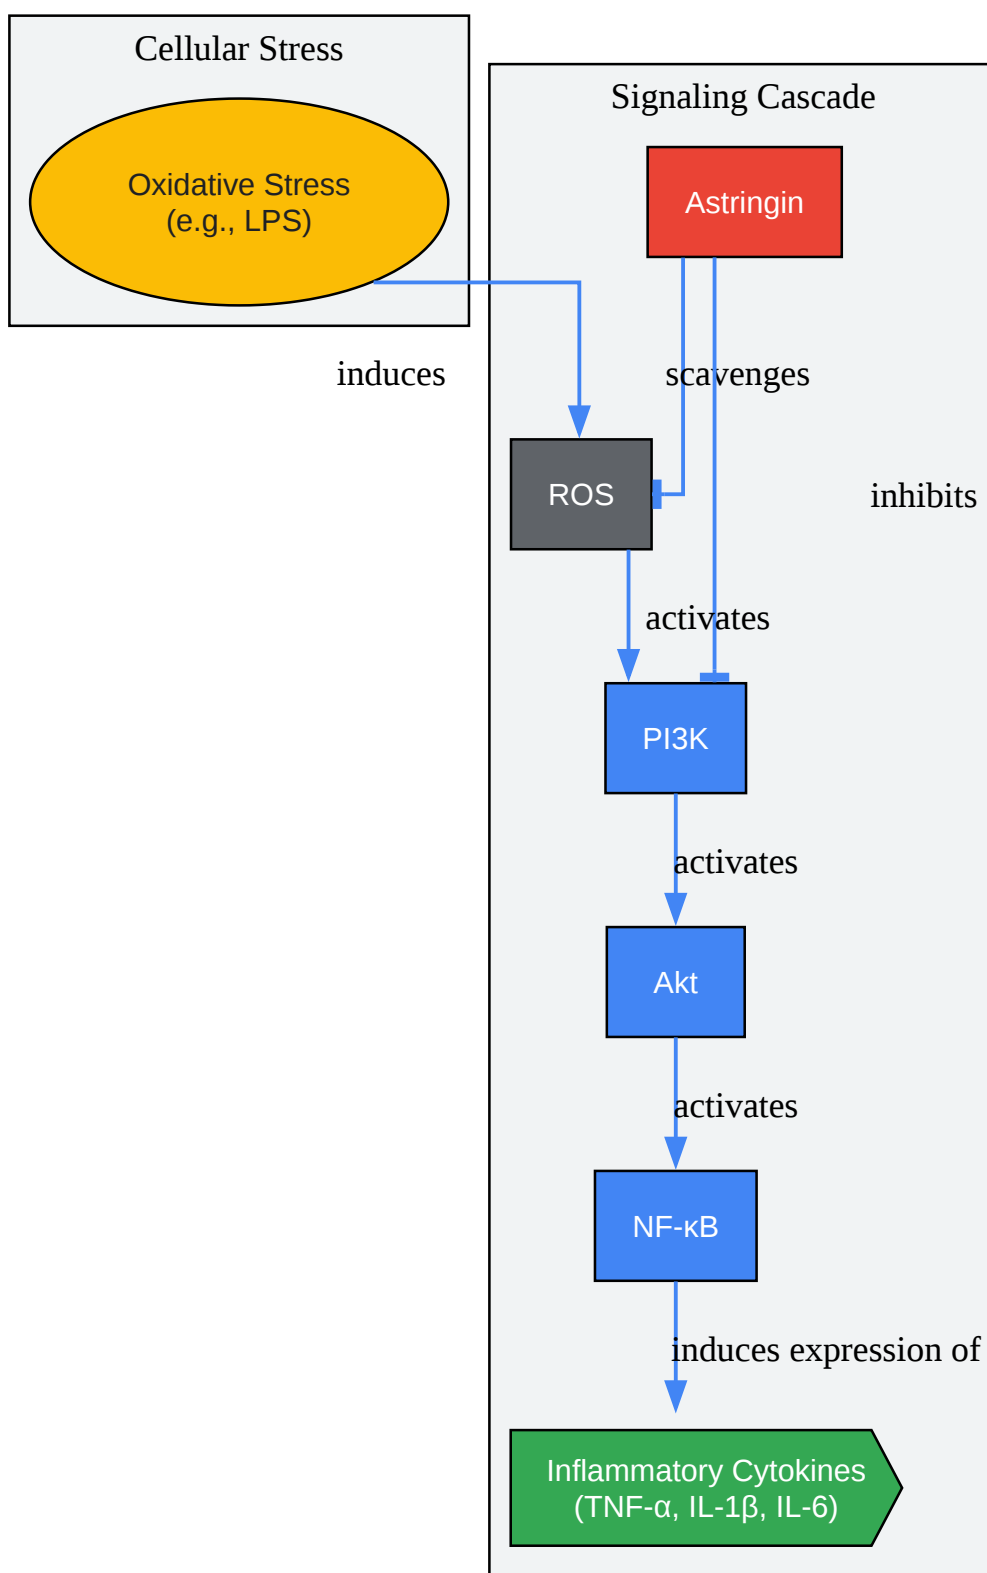 Cellular Stress
Oxidative Stress
(e.g., LPS)
Signaling Cascade
Astringin
induces
scavenges
ROS
inhibits
activates
PI3K
activates
Akt
activates
NF-κB
induces expression of
Inflammatory Cytokines
(TNF-α, IL-1β, IL-6)